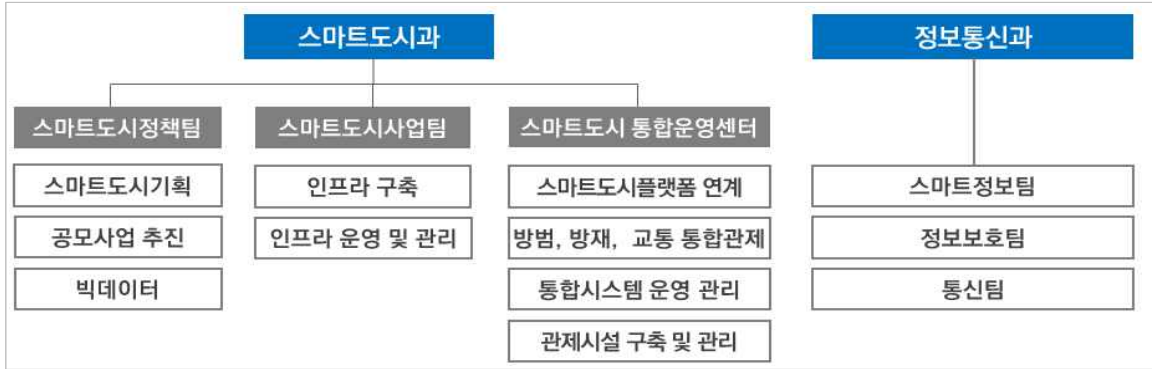 스마트도시과
스마트도시정책팀
스마트도시기획
공모사업 추진
빅데이터
스마트도시사업팀
인프라 구축
인프라 운영 및 관리
스마트도시 통합운영센터
스마트도시플랫폼 연계
방범, 방재, 교통 통합관제
통합시스템 운영 관리
관제시설 구축 및 관리
정보통신과
스마트정보팀
정보보호팀
통신팀